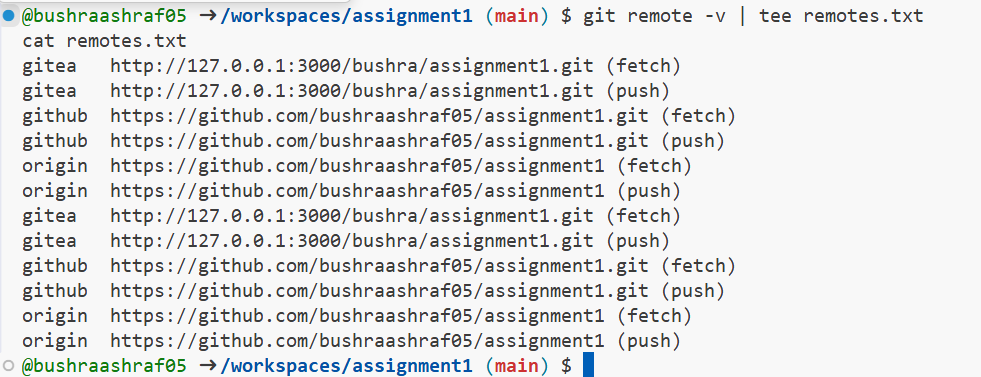 @bushraashraf05 → /workspaces/assignment1 (main) $ git remote -v | tee remotes.txt
cat remotes.txt
gitea   http://127.0.0.1:3000/bushra/assignment1.git (fetch)
gitea   http://127.0.0.1:3000/bushra/assignment1.git (push)
github  https://github.com/bushraashraf05/assignment1.git (fetch)
github  https://github.com/bushraashraf05/assignment1.git (push)
origin  https://github.com/bushraashraf05/assignment1 (fetch)
origin  https://github.com/bushraashraf05/assignment1 (push)
gitea   http://127.0.0.1:3000/bushra/assignment1.git (fetch)
gitea   http://127.0.0.1:3000/bushra/assignment1.git (push)
github  https://github.com/bushraashraf05/assignment1.git (fetch)
github  https://github.com/bushraashraf05/assignment1.git (push)
origin  https://github.com/bushraashraf05/assignment1 (fetch)
origin  https://github.com/bushraashraf05/assignment1 (push)
@bushraashraf05 → /workspaces/assignment1 (main) $